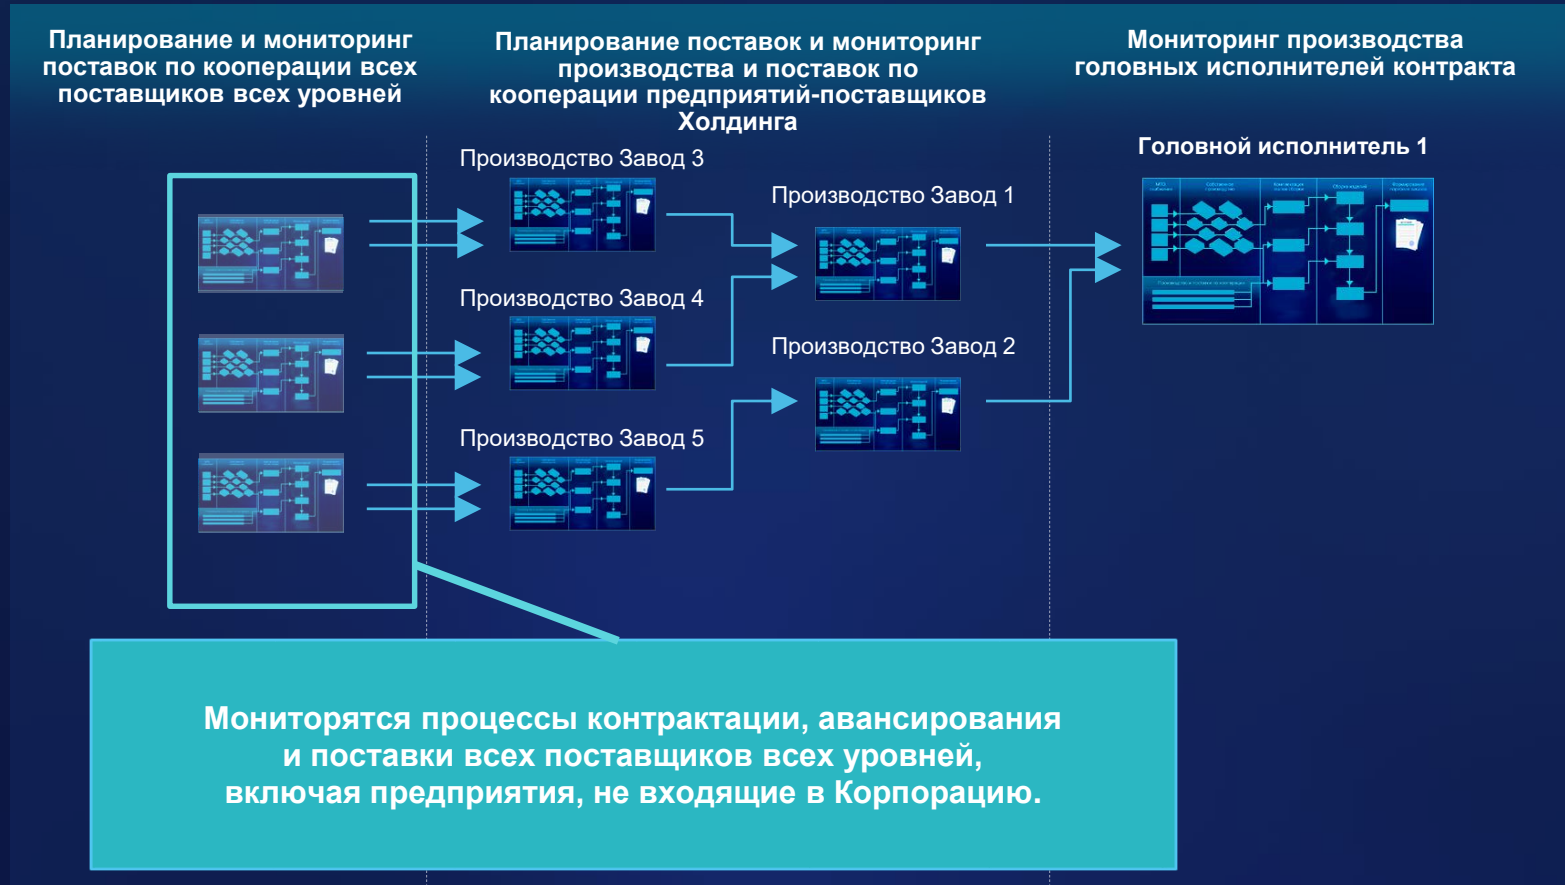 Планирование и мониторинг
поставок по кооперации всех
поставщиков всех уровней
Планирование поставок и мониторинг
производства и поставок по
кооперации предприятий-поставщиков
Холдинга
Мониторинг производства
головных исполнителей контракта
Производство Завод 3
Производство Завод 4
Производство Завод 5
Производство Завод 1
Производство Завод 2
Головной исполнитель 1
Мониторятся процессы контрактации, авансирования
и поставки всех поставщиков всех уровней,
включая предприятия, не входящие в Корпорацию.